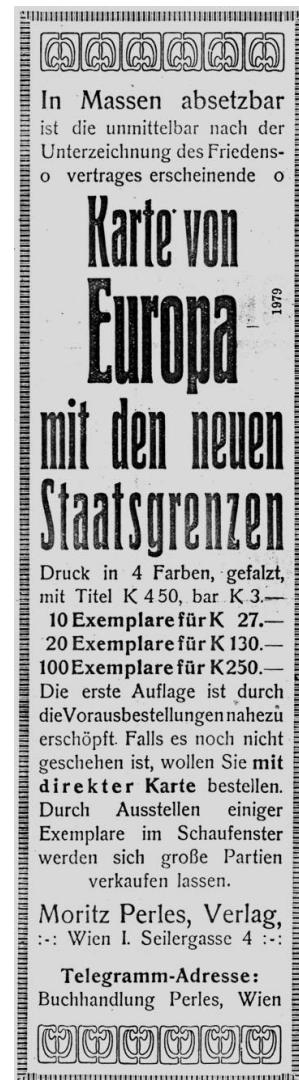 In Massen absetzbar
ist die unmittelbar nach der
Unterzeichnung des Friedens-
o vertrages erscheinende o
Karte von
Europa
1979
mit den neuen
Staatsgrenzen
Druck in 4 Farben, gefalzt,
mit Titel K 4 50, bar K 3.—
10 Exemplare für K 27.—
20 Exemplare für K 130.—
100 Exemplare für K 250.—
Die erste Auflage ist durch
die Vorausbestellungen nahezu
erschöpft. Falls es noch nicht
geschehen ist, wollen Sie mit
direkter Karte bestellen.
Durch Ausstellen einiger
Exemplare im Schaufenster
werden sich große Partien
verkaufen lassen.
Moritz Perles, Verlag,
:-: Wien I. Seilergasse 4 :-:
Telegramm-Adresse:
Buchhandlung Perles, Wien